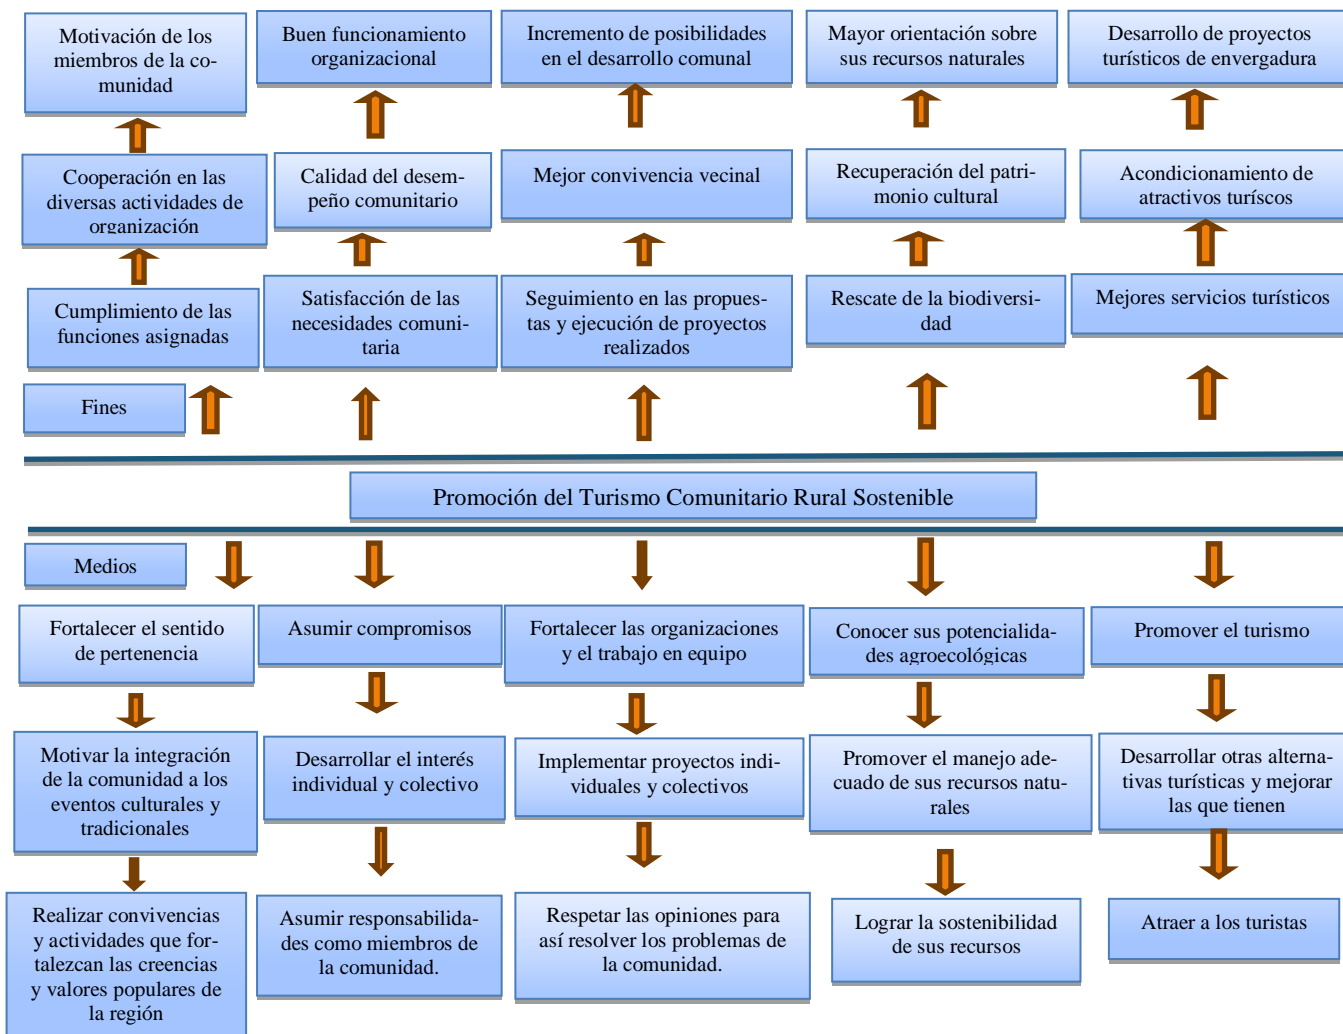 Motivación de los
miembros de la co-
munidad
Buen funcionamiento
organizacional
Incremento de posibilidades
en el desarrollo comunal
Mayor orientación sobre
sus recursos naturales
Desarrollo de proyectos
turísticos de envergadura
Cooperación en las
diversas actividades de
organización
Calidad del desem-
peño comunitario
Mejor convivencia vecinal
Recuperación del patri-
monio cultural
Acondicionamiento de
atractivos turíscos
Cumplimiento de las
funciones asignadas
Satisfacción de las
necesidades comuni-
taria
Seguimiento en las propues-
tas y ejecución de proyectos
realizados
Rescate de la biodiversi-
dad
Mejores servicios turísticos
Fines
Promoción del Turismo Comunitario Rural Sostenible
Medios
Fortalecer el sentido
de pertenencia
Asumir compromisos
Fortalecer las organizaciones
y el trabajo en equipo
Conocer sus potencialida-
des agroecológicas
Promover el turismo
Motivar la integración
de la comunidad a los
eventos culturales y
tradicionales
Desarrollar el interés
individual y colectivo
Implementar proyectos indi-
viduales y colectivos
Promover el manejo ade-
cuado de sus recursos natu-
rales
Desarrollar otras alterna-
tivas turísticas y mejorar
las que tienen
Realizar convivencias
y actividades que for-
talezcan las creencias
y valores populares de
la región
Asumir responsabilida-
des como miembros de
la comunidad.
Respetar las opiniones para
así resolver los problemas de
la comunidad.
Lograr la sostenibilidad
de sus recursos
Atraer a los turistas